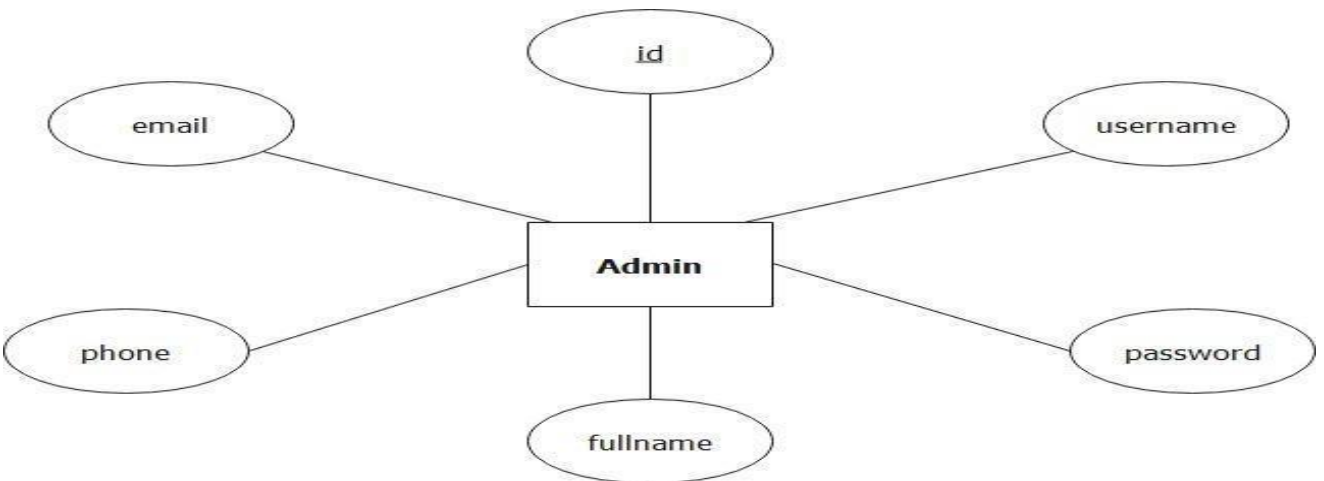 id
email
username
Admin
phone
password
fullname